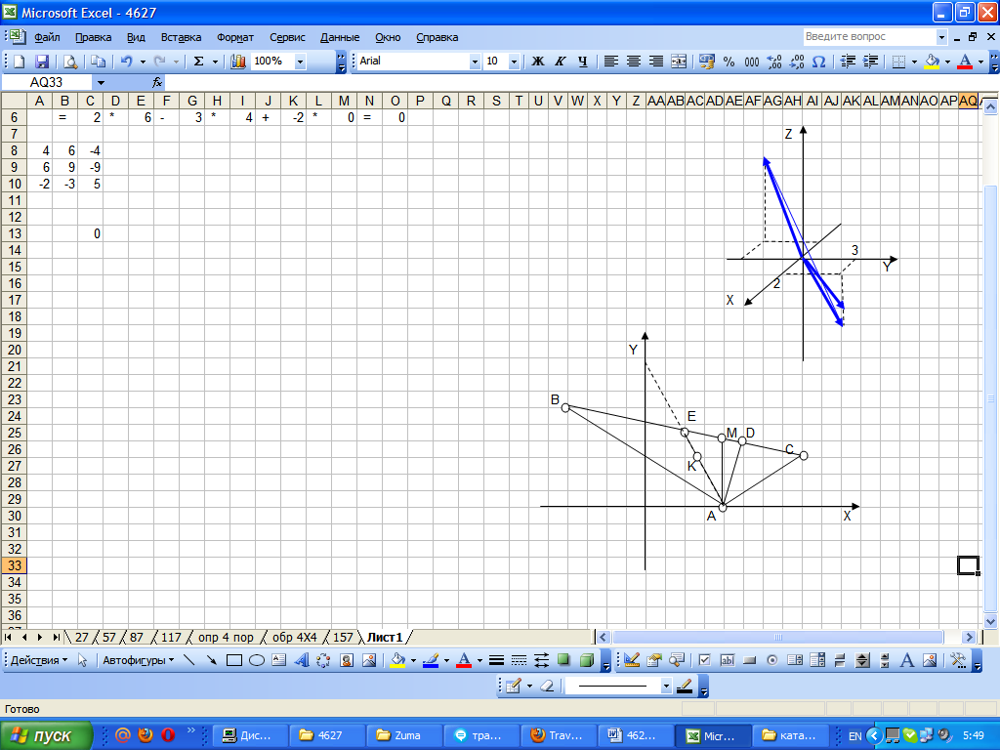 Microsoft Excel - 4627
Файл Правка Вид Вставка Формат Сервис Данные Окно Справка Введите вопрос
100% Arial 10 Ж К Ч
AQ33 fx
A B C D E F G H I J K L M N O P Q R S T U V W X Y Z AA AB AC AD AE AF AG AH AI AJ AK AL AM AN AO AP AQ
6 = 2 * 6 - 3 * 4 + -2 * 0 = 0
7
8 4 6 -4
9 6 9 -9
10 -2 -3 5
11
12
13 0
14
15
16
17
18
19
20
21
22
23
24
25
26
27
28
29
30
31
32
33
34
35
36
Z
3
Y
2
X
Y
B
E
M D
C
K
A
X
27 57 87 117 опр 4 пор обр 4X4 157 Лист1
Действия Автофигуры
Готово
пуск Дис... 4627 Zuma тра... Trav... 462... Micr... ката... EN 5:49